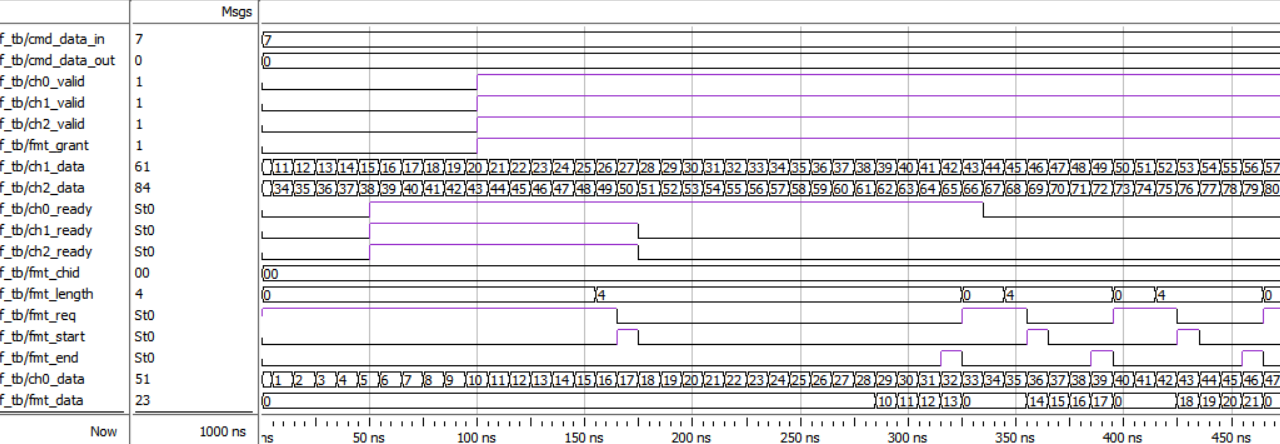 Msgs
f_tb/cmd_data_in 7 7
f_tb/cmd_data_out 0 0
f_tb/ch0_valid 1
f_tb/ch1_valid 1
f_tb/ch2_valid 1
f_tb/fmt_grant 1
f_tb/ch1_data 61 11 12 13 14 15 16 17 18 19 20 21 22 23 24 25 26 27 28 29 30 31 32 33 34 35 36 37 38 39 40 41 42 43 44 45 46 47 48 49 50 51 52 53 54 55 56 57
f_tb/ch2_data 84 34 35 36 37 38 39 40 41 42 43 44 45 46 47 48 49 50 51 52 53 54 55 56 57 58 59 60 61 62 63 64 65 66 67 68 69 70 71 72 73 74 75 76 77 78 79 80
f_tb/ch0_ready St0
f_tb/ch1_ready St0
f_tb/ch2_ready St0
f_tb/fmt_chid 00 00
f_tb/fmt_length 4 0 4 0 4 0 4 0
f_tb/fmt_req St0
f_tb/fmt_start St0
f_tb/fmt_end St0
f_tb/ch0_data 51 1 2 3 4 5 6 7 8 9 10 11 12 13 14 15 16 17 18 19 20 21 22 23 24 25 26 27 28 29 30 31 32 33 34 35 36 37 38 39 40 41 42 43 44 45 46 47
f_tb/fmt_data 23 0 10 11 12 13 0 14 15 16 17 0 18 19 20 21 0
Now 1000 ns ns 50 ns 100 ns 150 ns 200 ns 250 ns 300 ns 350 ns 400 ns 450 ns